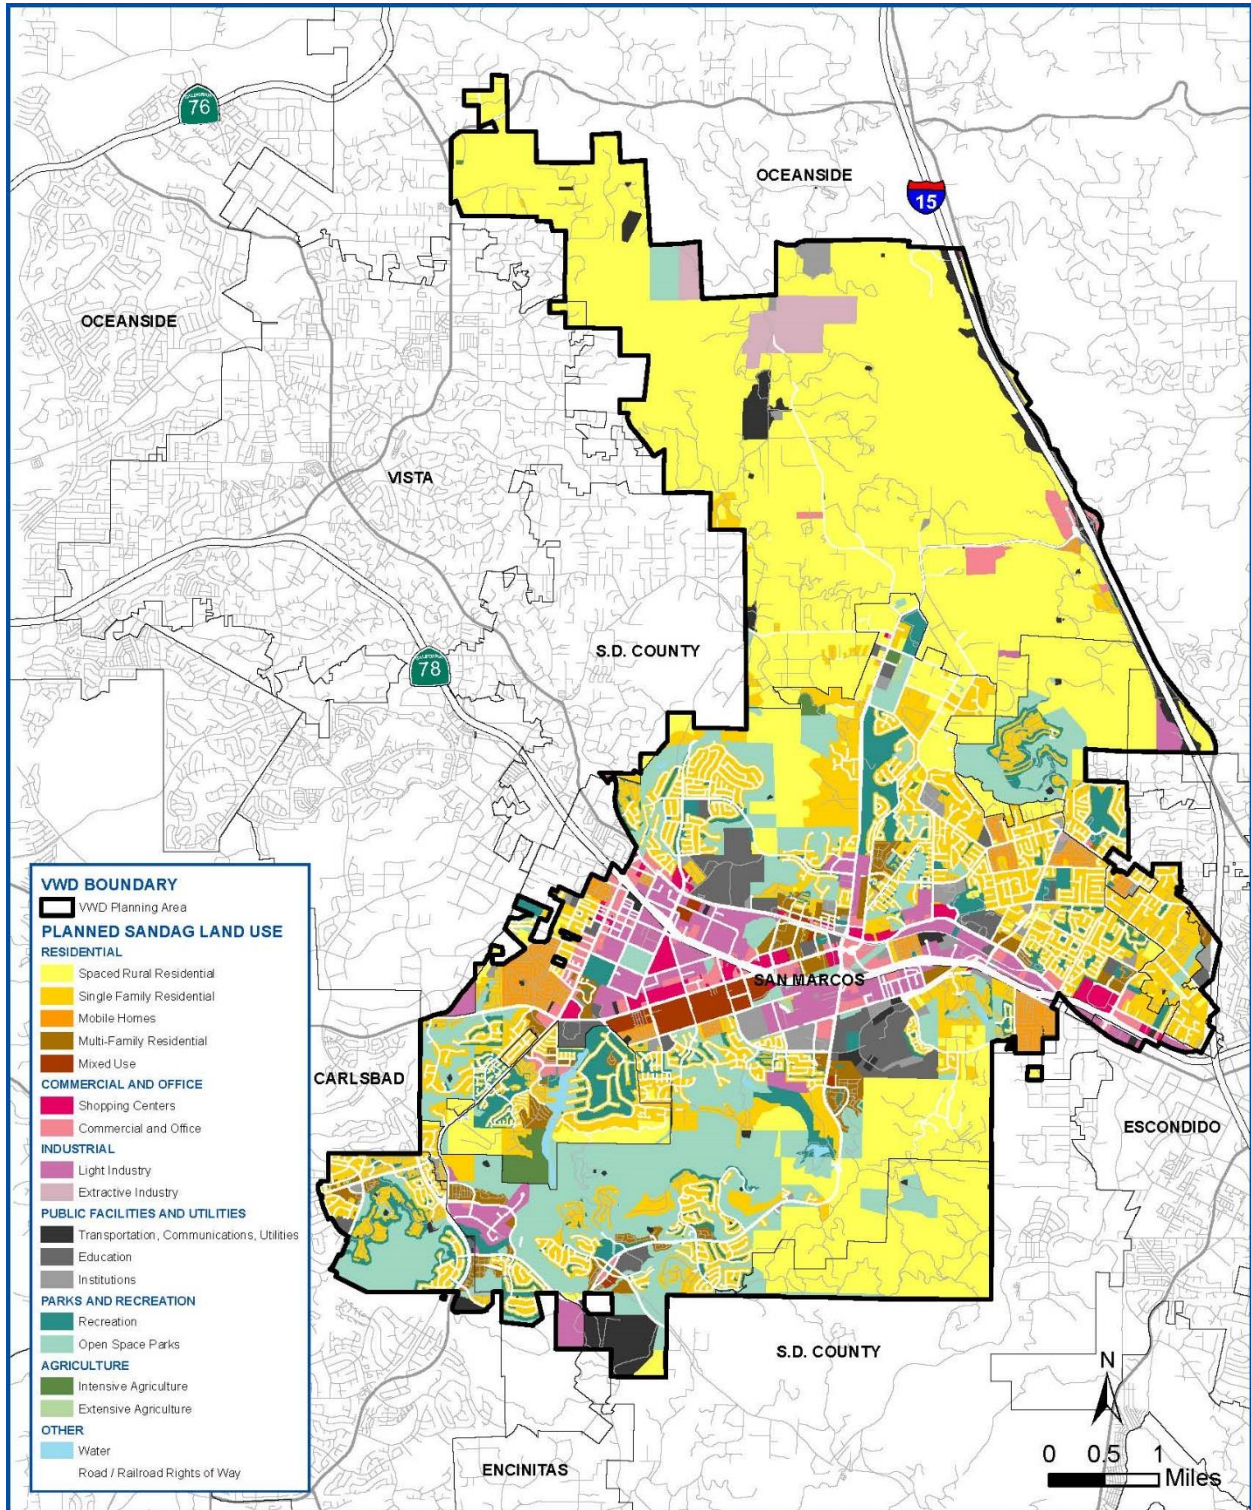 CALIFORNIA
76
OCEANSIDE
15
OCEANSIDE
VISTA
S.D. COUNTY
CALIFORNIA
78
SAN MARCOS
CARLSBAD
ESCONDIDO
S.D. COUNTY
ENCINITAS
VWD BOUNDARY
VWD Planning Area
PLANNED SANDAG LAND USE
RESIDENTIAL
Spaced Rural Residential
Single Family Residential
Mobile Homes
Multi-Family Residential
Mixed Use
COMMERCIAL AND OFFICE
Shopping Centers
Commercial and Office
INDUSTRIAL
Light Industry
Extractive Industry
PUBLIC FACILITIES AND UTILITIES
Transportation, Communications, Utilities
Education
Institutions
PARKS AND RECREATION
Recreation
Open Space Parks
AGRICULTURE
Intensive Agriculture
Extensive Agriculture
OTHER
Water
Road / Railroad Rights of Way
N
0 0.5 1
Miles